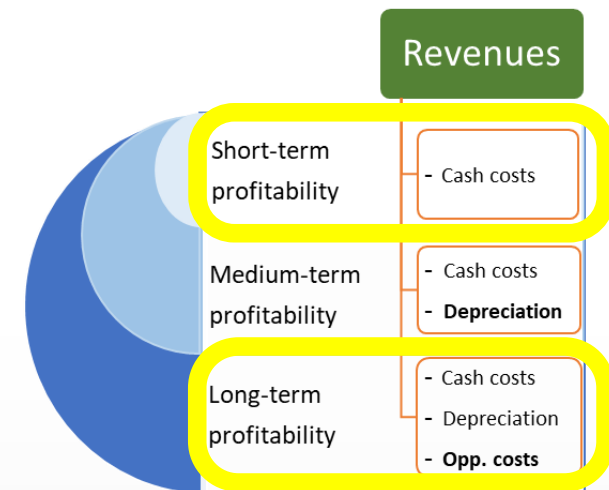 Revenues
Short-term
profitability
- Cash costs
Medium-term
profitability
- Cash costs
- Depreciation
Long-term
profitability
- Cash costs
- Depreciation
- Opp. costs